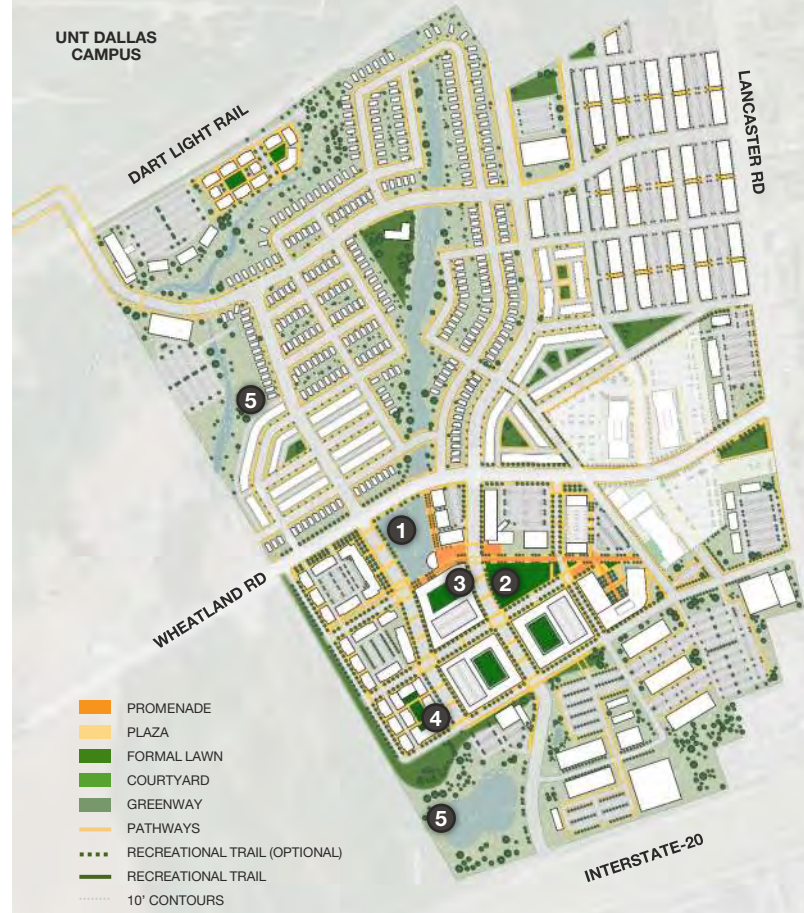 UNT DALLAS
CAMPUS
DART LIGHT RAIL
LANCASTER RD
5
1
3
2
WHEATLAND RD
4
5
PROMENADE
PLAZA
FORMAL LAWN
COURTYARD
GREENWAY
PATHWAYS
RECREATIONAL TRAIL (OPTIONAL)
RECREATIONAL TRAIL
10' CONTOURS
INTERSTATE-20